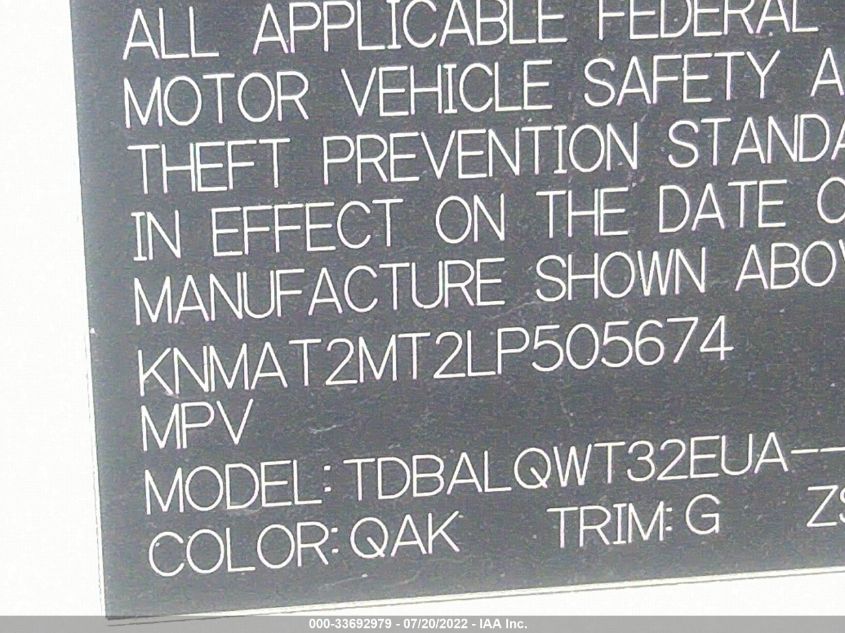 ALL APPLICABLE FEDERAL
MOTOR VEHICLE SAFETY A
THEFT PREVENTION STANDA
IN EFFECT ON THE DATE O
MANUFACTURE SHOWN ABOV
KNMAT2MT2LP505674
MPV
MODEL: TDBALQWT32EUA--
COLOR: QAK TRIM: G ZS
000-33692979 - 07/20/2022 - IAA Inc.